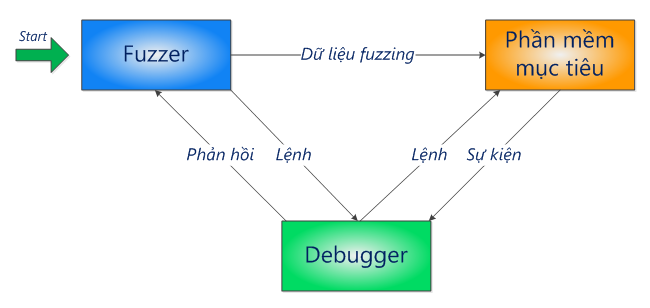 Start
Fuzzer
Dữ liệu fuzzing
Phần mềm
mục tiêu
Phản hồi
Lệnh
Lệnh
Sự kiện
Debugger